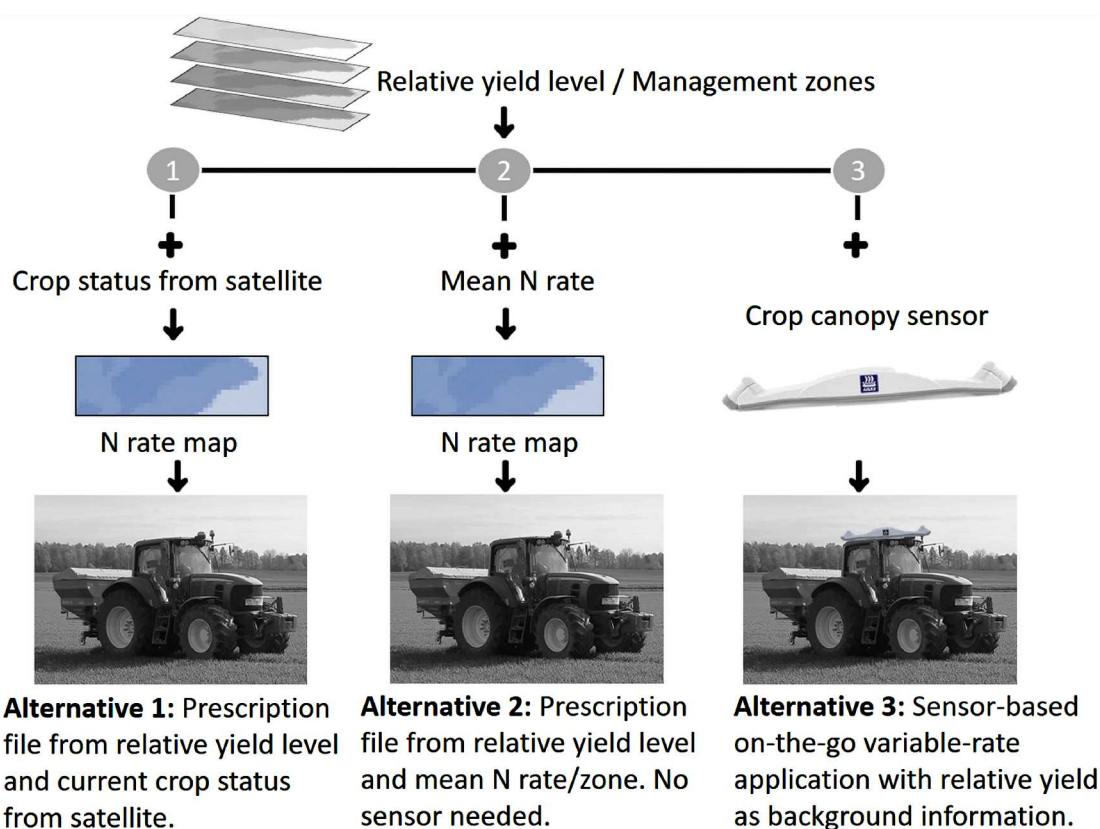 Relative yield level / Management zones
1
2
3
Crop status from satellite
Mean N rate
Crop canopy sensor
N rate map
N rate map
Alternative 1: Prescription
file from relative yield level
and current crop status
from satellite.
Alternative 2: Prescription
file from relative yield level
and mean N rate/zone. No
sensor needed.
Alternative 3: Sensor-based
on-the-go variable-rate
application with relative yield
as background information.